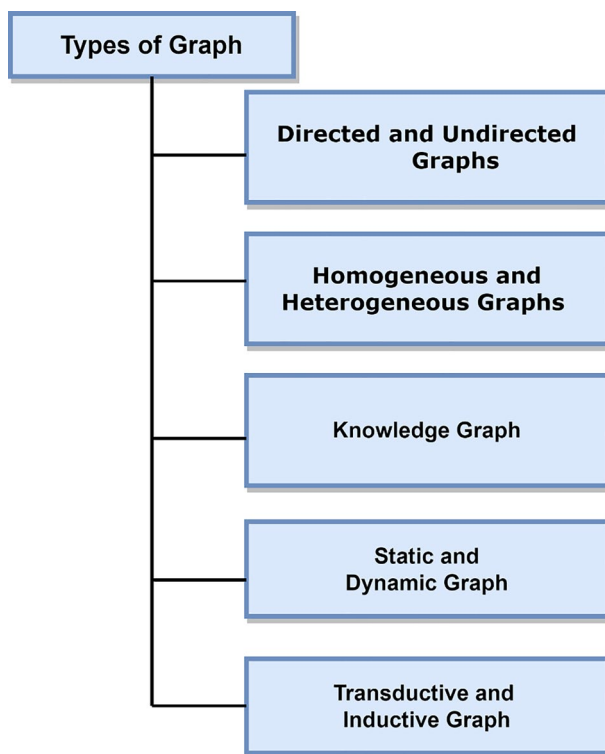 Types of Graph
Directed and Undirected
Graphs
Homogeneous and
Heterogeneous Graphs
Knowledge Graph
Static and
Dynamic Graph
Transductive and
Inductive Graph